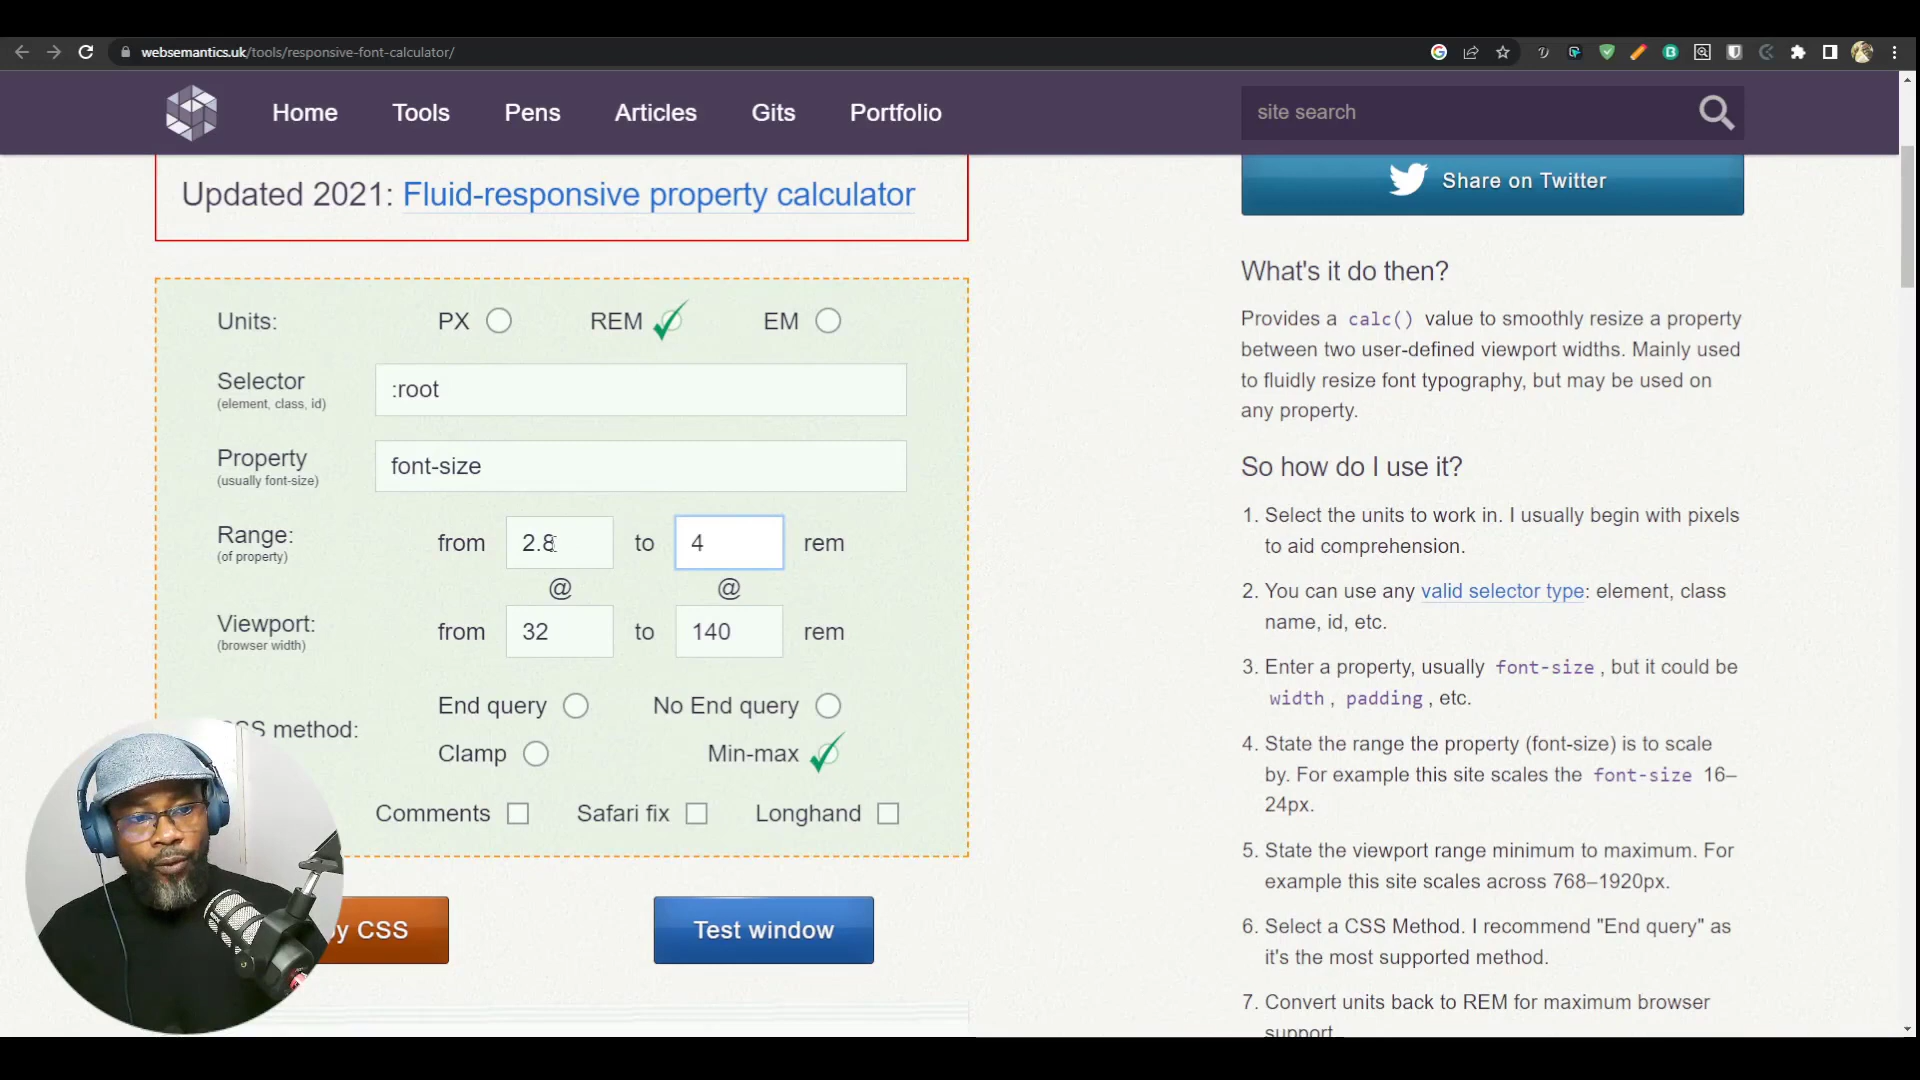 websemantics.uk/tools/responsive-font-calculator/
Home Tools Pens Articles Gits Portfolio
site search
Updated 2021: Fluid-responsive property calculator
Units: PX REM EM
Selector
(element, class, id)
:root
Property
(usually font-size)
font-size
Range:
(of property)
from 2.8 to 4 rem
@ @
Viewport:
(browser width)
from 32 to 140 rem
method:
End query No End query
Clamp Min-max
Comments Safari fix Longhand
CSS
Test window
Share on Twitter
What's it do then?
Provides a calc() value to smoothly resize a property
between two user-defined viewport widths. Mainly used
to fluidly resize font typography, but may be used on
any property.
So how do I use it?
1. Select the units to work in. I usually begin with pixels
to aid comprehension.
2. You can use any valid selector type: element, class
name, id, etc.
3. Enter a property, usually font-size, but it could be
width, padding, etc.
4. State the range the property (font-size) is to scale
by. For example this site scales the font-size 16–
24px.
5. State the viewport range minimum to maximum. For
example this site scales across 768–1920px.
6. Select a CSS Method. I recommend "End query" as
it's the most supported method.
7. Convert units back to REM for maximum browser
support